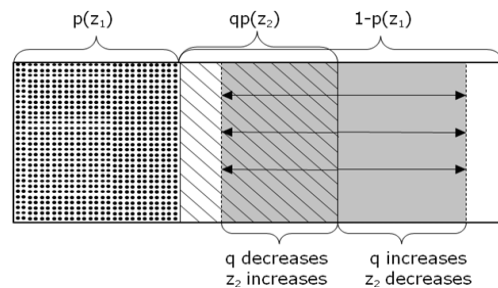 p(z₁)
qp(z₂)
1-p(z₁)
q decreases
z₂ increases
q increases
z₂ decreases